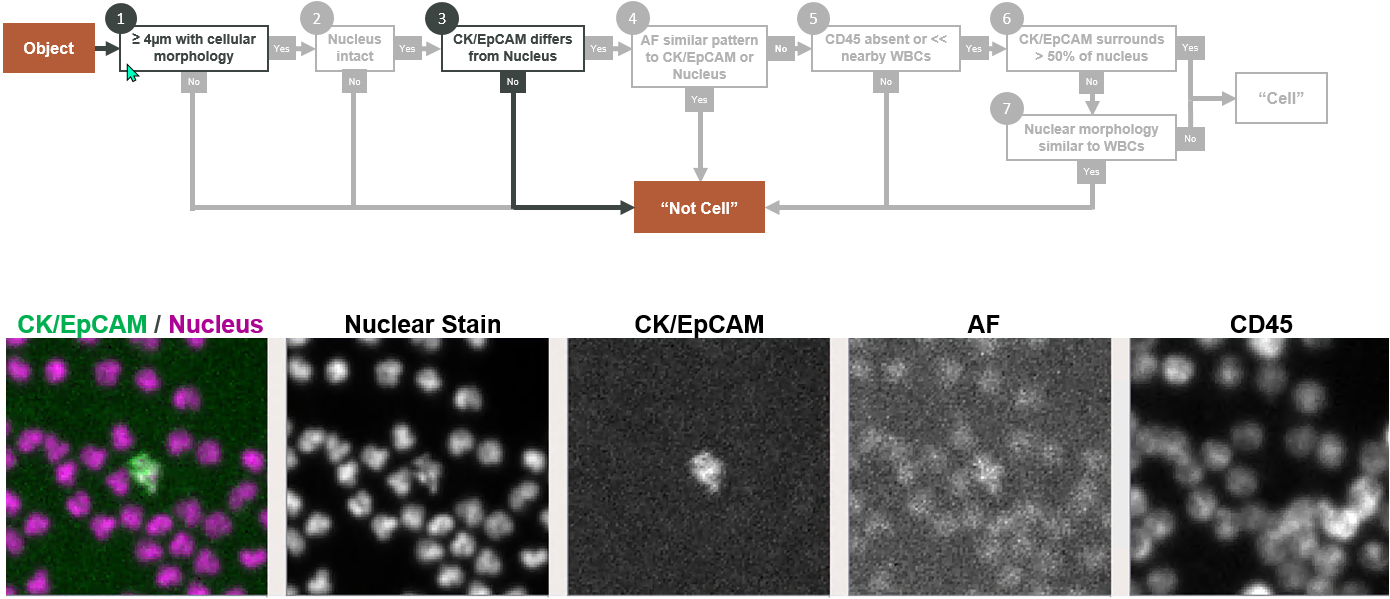 1
2
3
4
5
6
Object
≥ 4µm with cellular
morphology
Yes
No
Nucleus
intact
Yes
No
CK/EpCAM differs
from Nucleus
Yes
No
AF similar pattern
to CK/EpCAM or
Nucleus
No
Yes
CD45 absent or <<
nearby WBCs
Yes
No
CK/EpCAM surrounds
> 50% of nucleus
Yes
No
7
Nuclear morphology
similar to WBCs
No
Yes
“Cell”
“Not Cell”
CK/EpCAM / Nucleus
Nuclear Stain
CK/EpCAM
AF
CD45